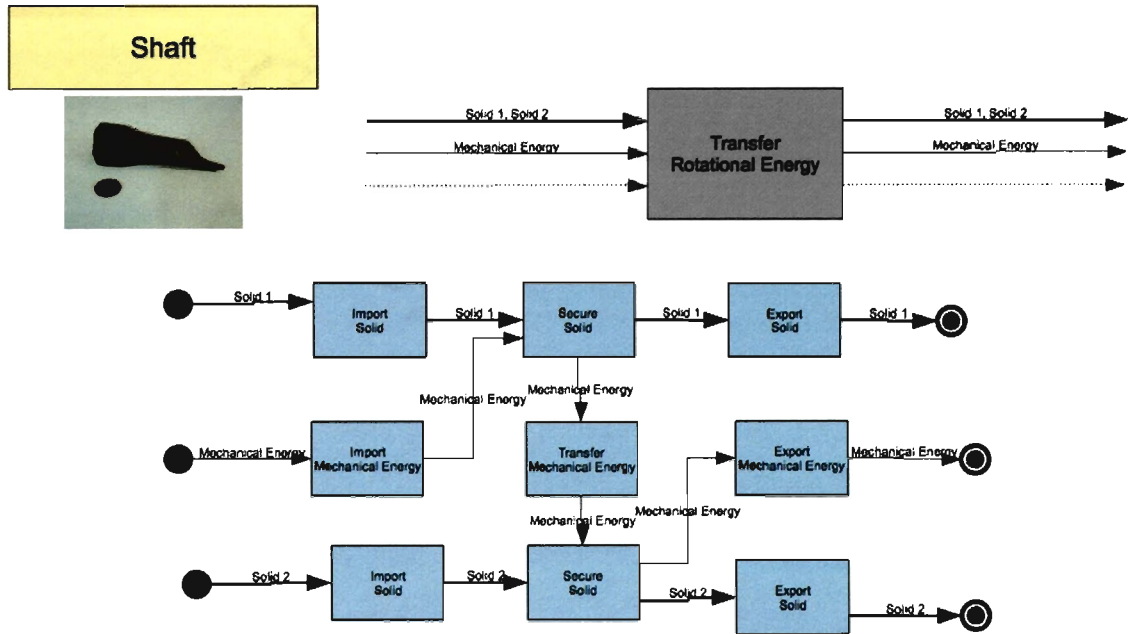 Shaft
Solid 1, Solid 2
Mechanical Energy
Transfer
Rotational Energy
Solid 1, Solid 2
Mechanical Energy
Solid 1
Import
Solid
Solid 1
Secure
Solid
Solid 1
Export
Solid
Solid 1
Mechanical Energy
Mechanical Energy
Mechanical Energy
Import
Mechanical Energy
Transfer
Mechanical Energy
Export
Mechanical Energy
Mechanical Energy
Mechanical Energy
Mechanical Energy
Solid 2
Import
Solid
Solid 2
Secure
Solid
Solid 2
Export
Solid
Solid 2